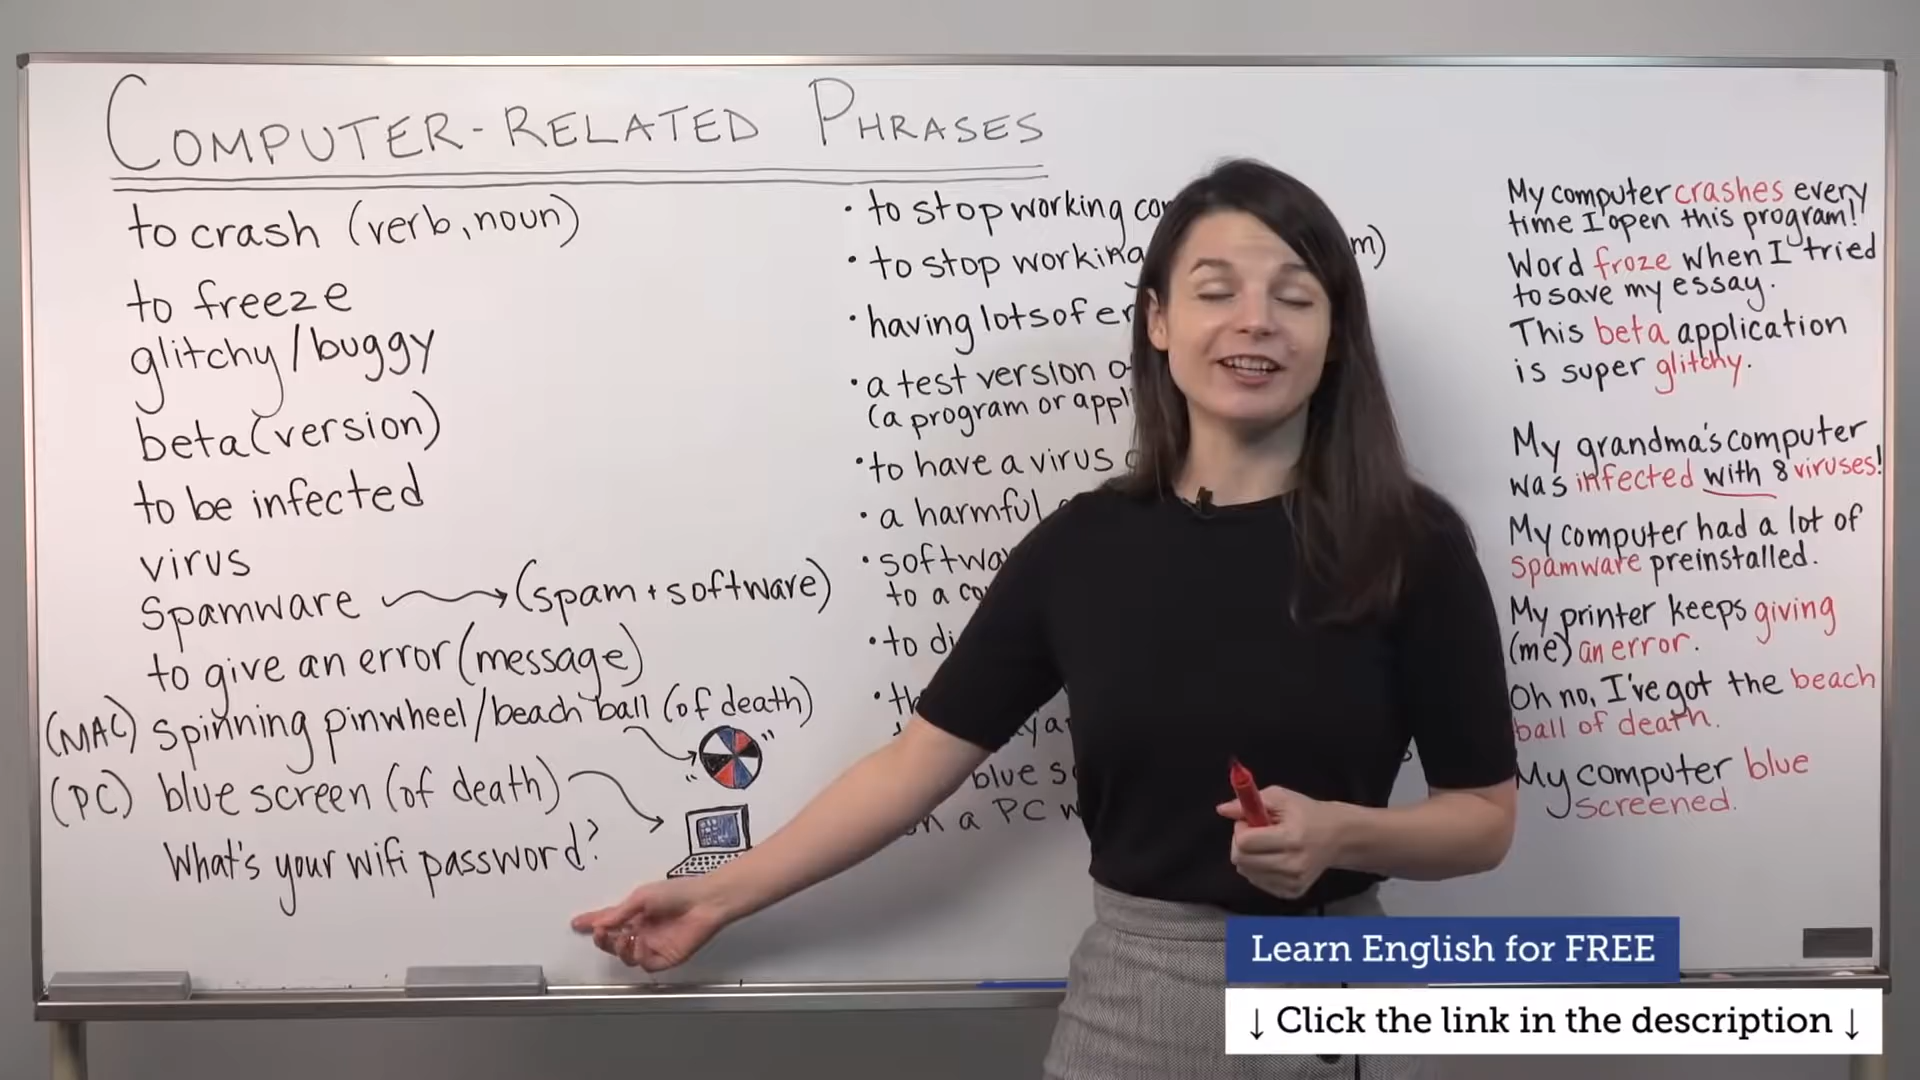 COMPUTER-RELATED PHRASES
to crash (verb, noun)
to freeze
glitchy/buggy
beta (version)
to be infected
virus
Spamware (spam + software)
to give an error (message)
(MAC) spinning pinwheel/beach ball (of death)
(PC) blue screen (of death)
What's your wifi password?
• to stop working
• to stop working
• having lots of
• a test version
(a program or
• to have a virus
• a harmful
•
to a
• to
•
blue
a PC
My computer crashes every
time I open this program!!
Word froze when I tried
to save my essay.
This beta application
is super glitchy.
My grandma's computer
was infected with 8 viruses!
My computer had a lot of
spamware preinstalled.
My printer keeps giving
(me) an error.
Oh no, I've got the beach
ball of death.
My computer blue
screened.
Learn English for FREE
↓ Click the link in the description ↓